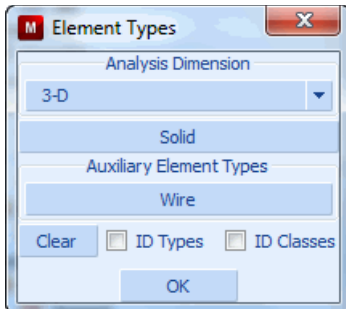 M Element Types
Analysis Dimension
3-D
Solid
Auxiliary Element Types
Wire
Clear ID Types ID Classes
OK